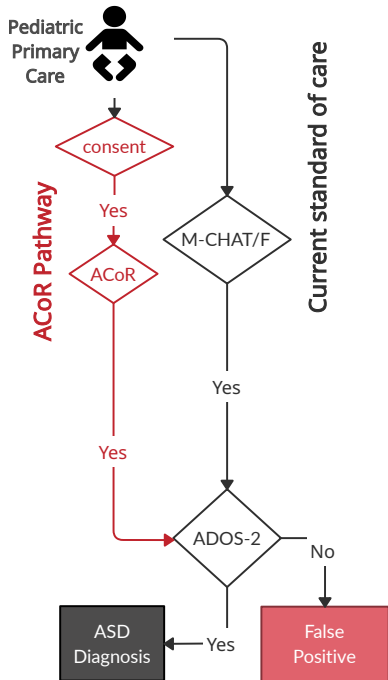 Pediatric
Primary
Care
consent
Yes
ACoR
ACoR Pathway
Yes
M-CHAT/F
Current standard of care
Yes
ADOS-2
No
Yes
ASD
Diagnosis
False
Positive